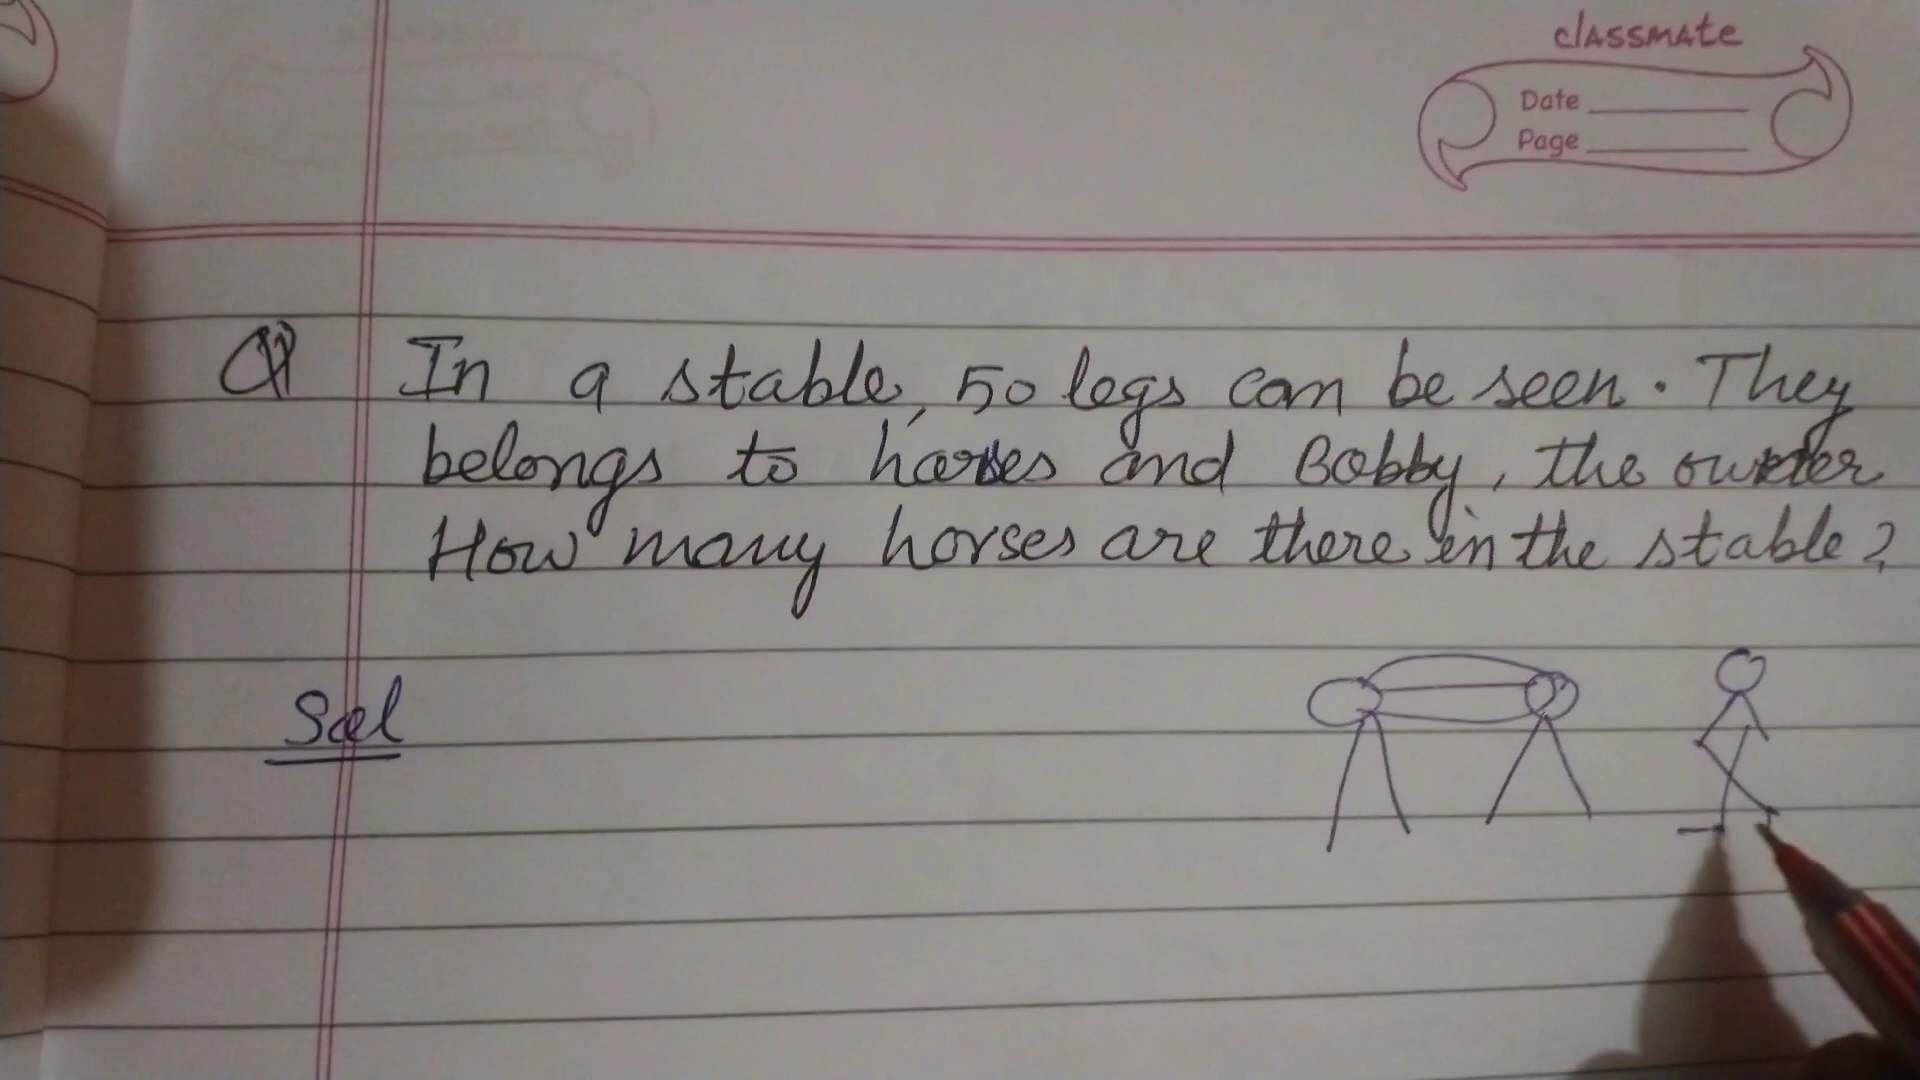 classmate
Date
Page
Q In a stable, 50 legs can be seen. They
belongs to horses and Bobby, the owner
How many horses are there in the stable?
Sol